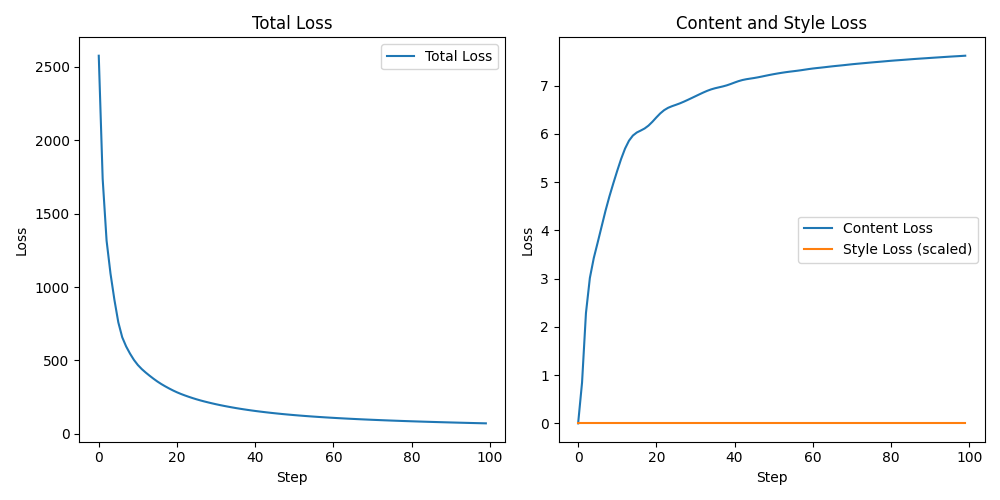 Total Loss
Total Loss
Loss
2500
2000
1500
1000
500
0
0 20 40 60 80 100
Step
Content and Style Loss
Content Loss
Style Loss (scaled)
Loss
7
6
5
4
3
2
1
0
0 20 40 60 80 100
Step